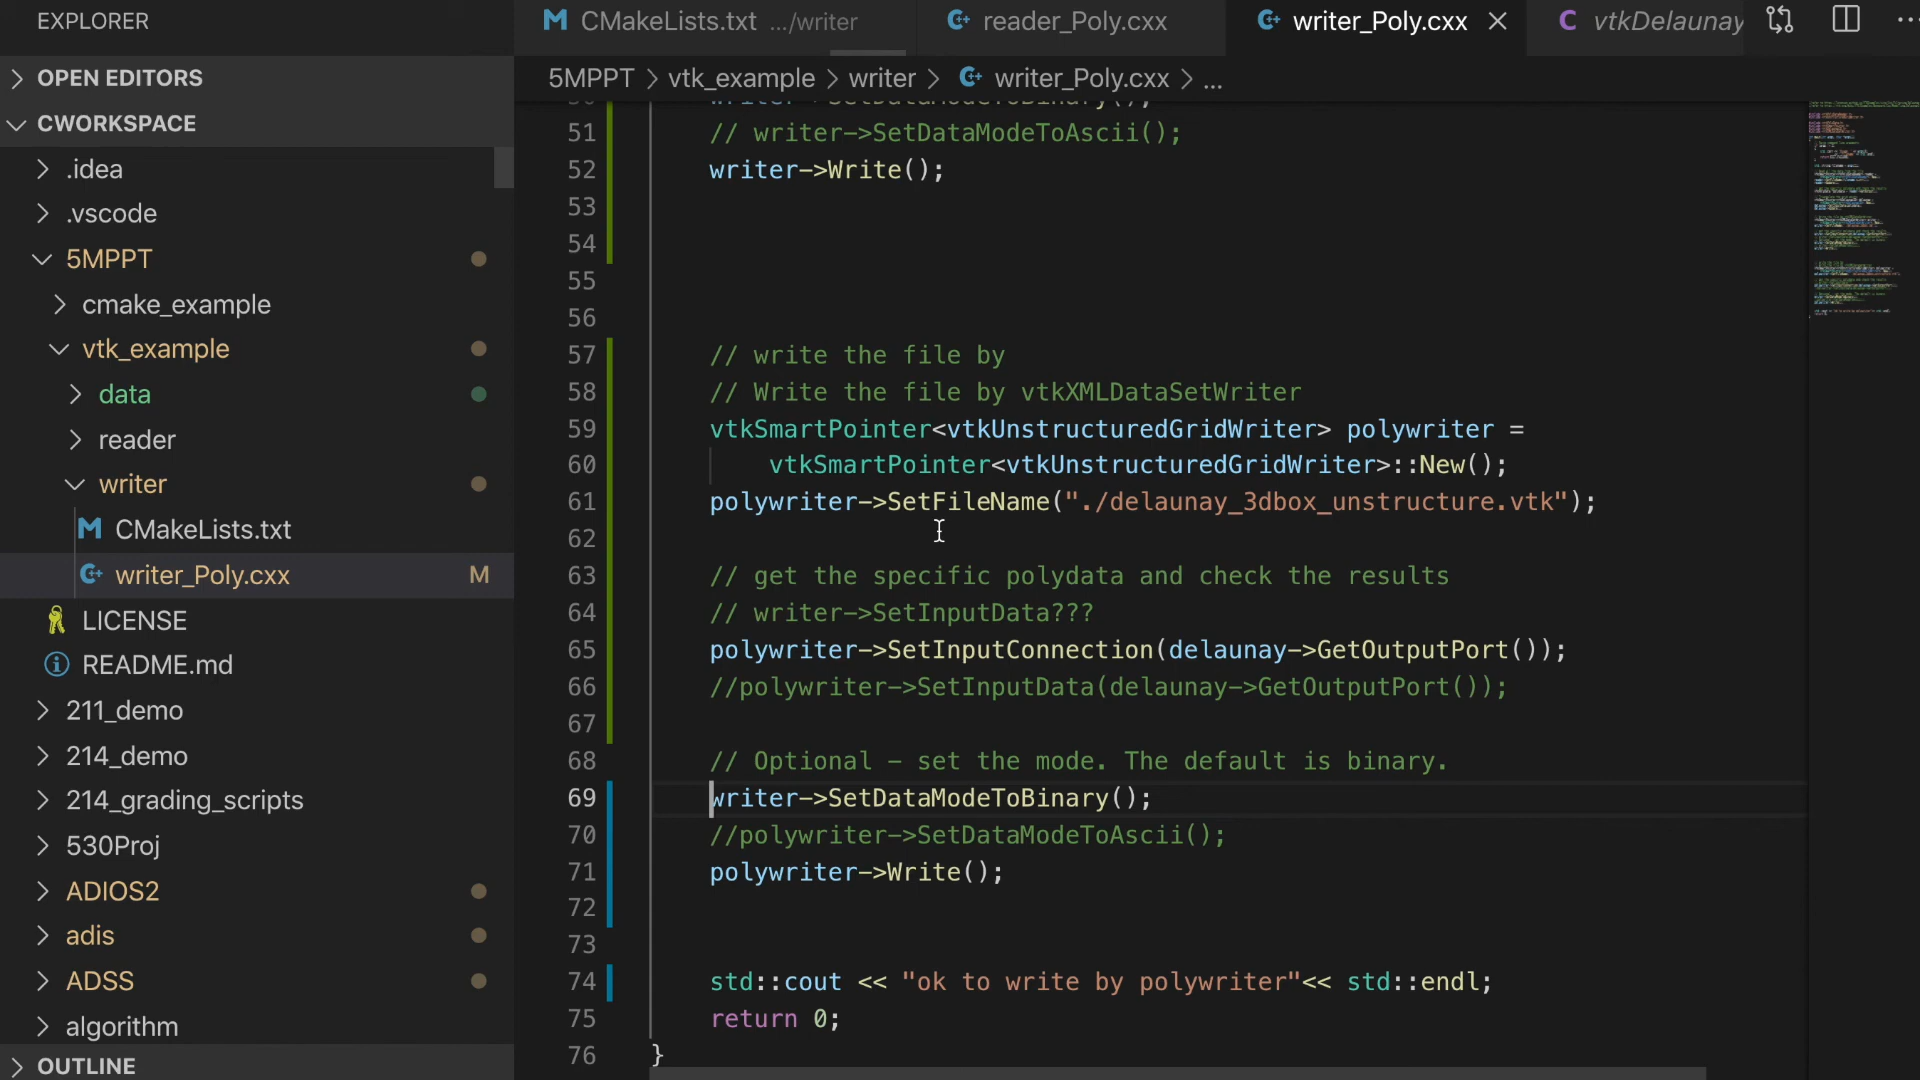 EXPLORER
OPEN EDITORS
CWORKSPACE
.idea
.vscode
5MPPT
cmake_example
vtk_example
data
reader
writer
CMakeLists.txt
writer_Poly.cxx M
LICENSE
README.md
211_demo
214_demo
214_grading_scripts
530Proj
ADIOS2
adis
ADSS
algorithm
OUTLINE
CMakeLists.txt .../writer reader_Poly.cxx writer_Poly.cxx vtkDelaunay
5MPPT > vtk_example > writer > writer_Poly.cxx > ...
50 writer->SetDataModeToBinary();
51 // writer->SetDataModeToAscii();
52 writer->Write();
53
54
55
56
57 // write the file by
58 // Write the file by vtkXMLDataSetWriter
59 vtkSmartPointer<vtkUnstructuredGridWriter> polywriter =
60 vtkSmartPointer<vtkUnstructuredGridWriter>::New();
61 polywriter->SetFileName("./delaunay_3dbox_unstructure.vtk");
62
63 // get the specific polydata and check the results
64 // writer->SetInputData???
65 polywriter->SetInputConnection(delaunay->GetOutputPort());
66 //polywriter->SetInputData(delaunay->GetOutputPort());
67
68 // Optional – set the mode. The default is binary.
69 writer->SetDataModeToBinary();
70 //polywriter->SetDataModeToAscii();
71 polywriter->Write();
72
73
74 std::cout << "ok to write by polywriter"<< std::endl;
75 return 0;
76 }